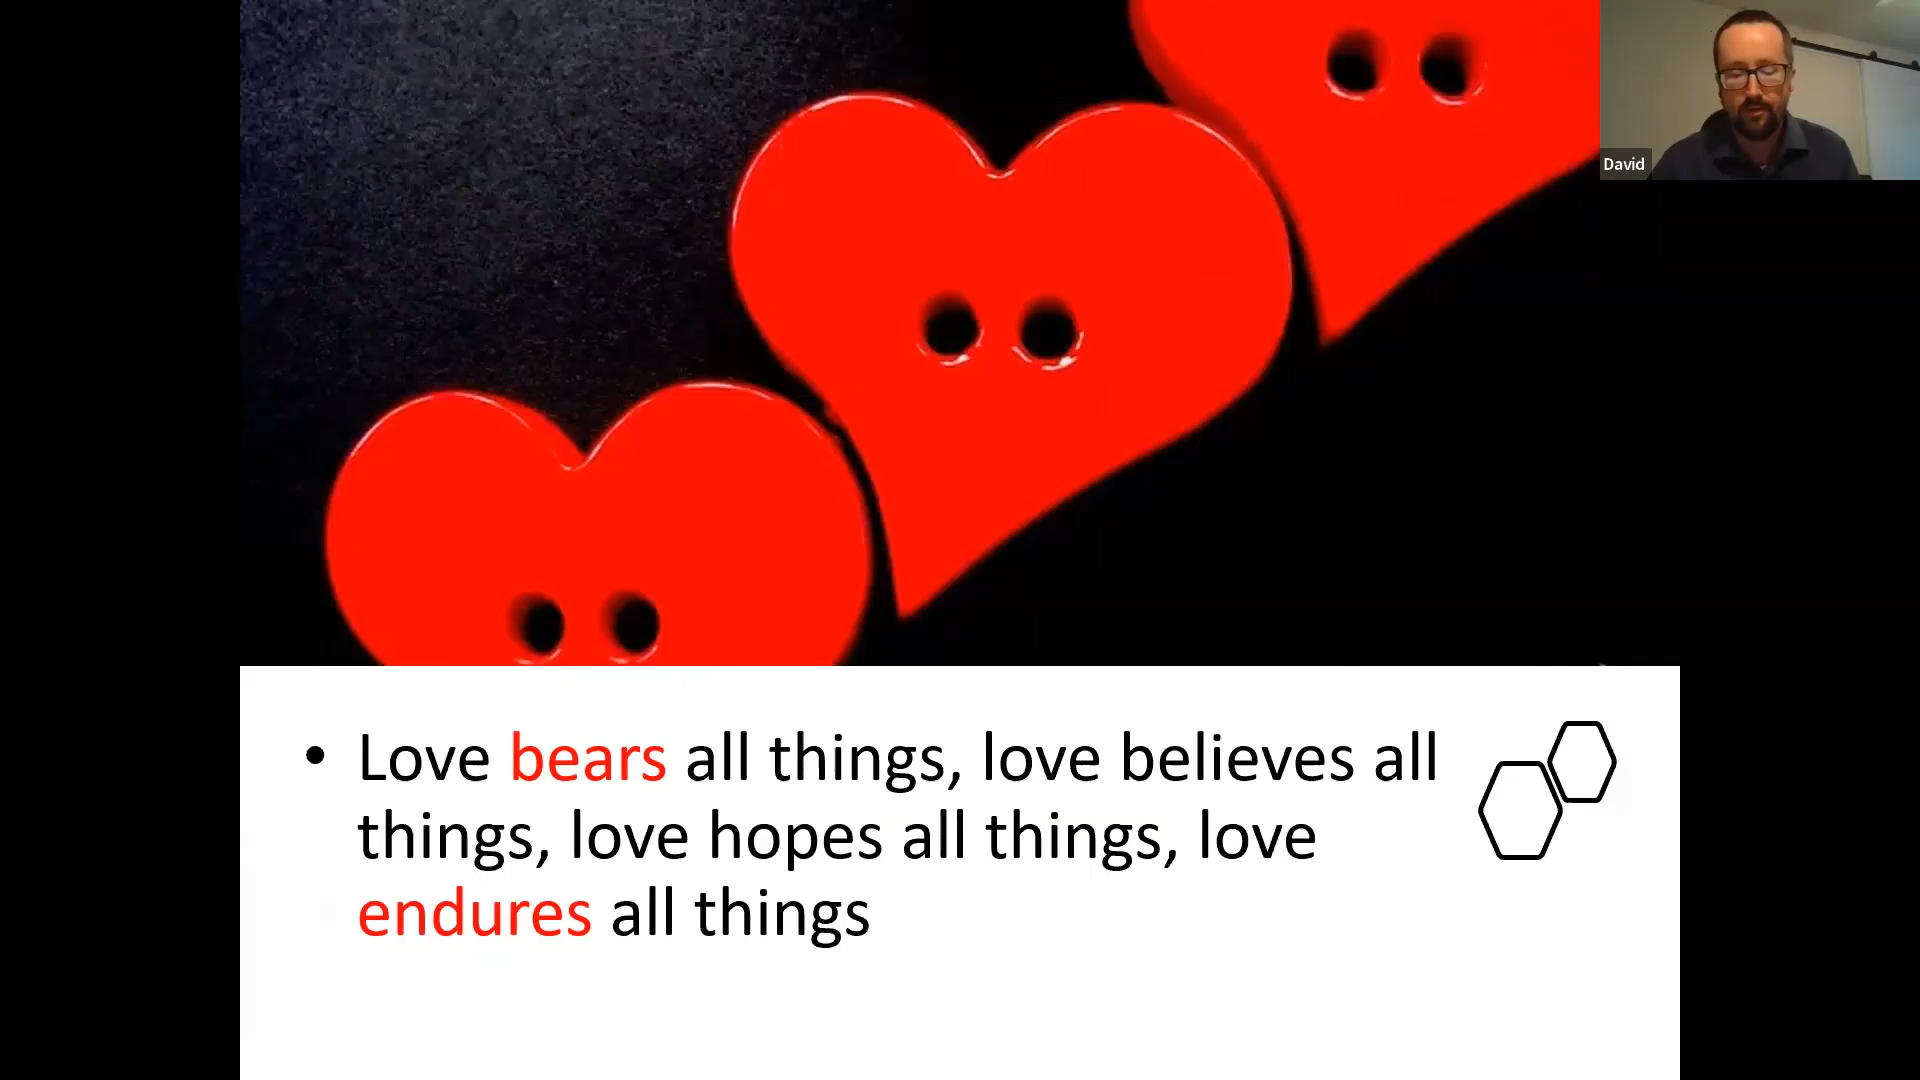 David
• Love bears all things, love believes all
things, love hopes all things, love
endures all things